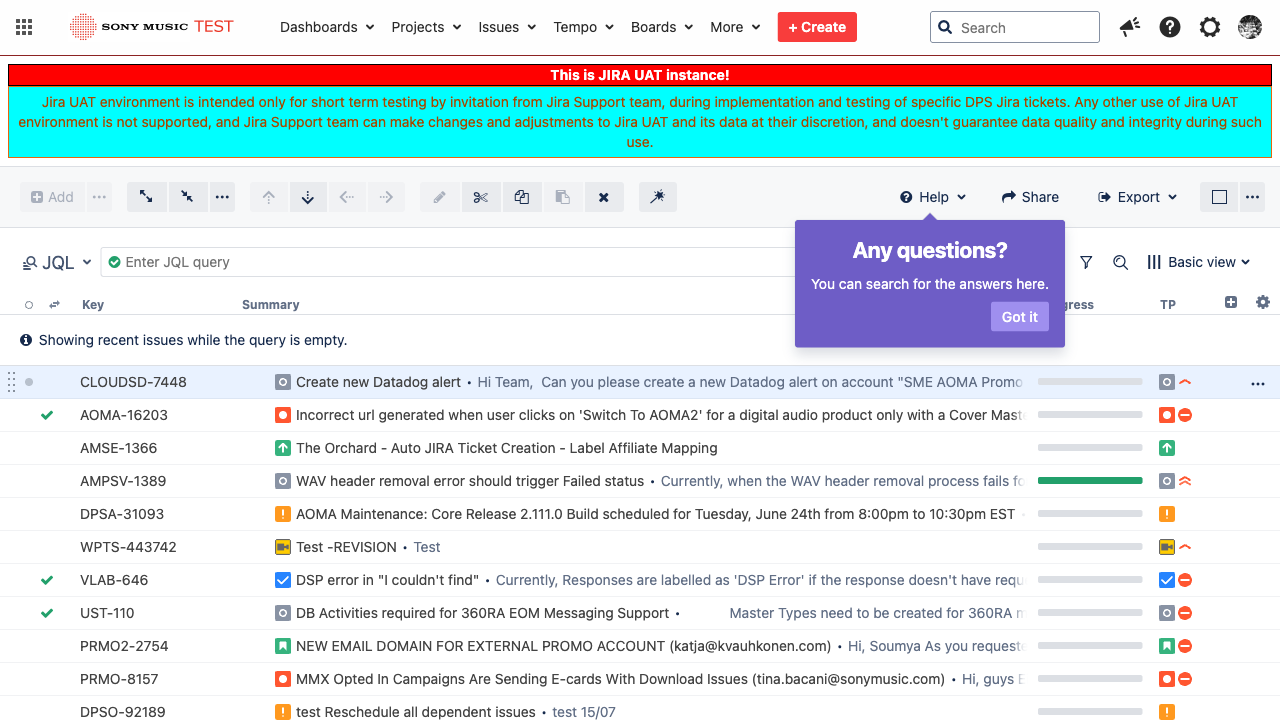 SONY MUSIC TEST Dashboards Projects Issues Tempo Boards More + Create Search
This is JIRA UAT instance!
Jira UAT environment is intended only for short term testing by invitation from Jira Support team, during implementation and testing of specific DPS Jira tickets. Any other use of Jira UAT
environment is not supported, and Jira Support team can make changes and adjustments to Jira UAT and its data at their discretion, and doesn't guarantee data quality and integrity during such
use.
Add Help Share Export
Any questions?
You can search for the answers here.
Got it
JQL Enter JQL query Basic view
Key Summary gress TP
Showing recent issues while the query is empty.
CLOUDSD-7448 Create new Datadog alert • Hi Team, Can you please create a new Datadog alert on account "SME AOMA Promo
AOMA-16203 Incorrect url generated when user clicks on 'Switch To AOMA2' for a digital audio product only with a Cover Maste
AMSE-1366 The Orchard - Auto JIRA Ticket Creation - Label Affiliate Mapping
AMPSV-1389 WAV header removal error should trigger Failed status • Currently, when the WAV header removal process fails fo
DPSA-31093 AOMA Maintenance: Core Release 2.111.0 Build scheduled for Tuesday, June 24th from 8:00pm to 10:30pm EST •
WPTS-443742 Test -REVISION • Test
VLAB-646 DSP error in "I couldn't find" • Currently, Responses are labelled as 'DSP Error' if the response doesn't have requ
UST-110 DB Activities required for 360RA EOM Messaging Support • Master Types need to be created for 360RA m
PRMO2-2754 NEW EMAIL DOMAIN FOR EXTERNAL PROMO ACCOUNT (katja@kvauhkonen.com) • Hi, Soumya As you requeste
PRMO-8157 MMX Opted In Campaigns Are Sending E-cards With Download Issues (tina.bacani@sonymusic.com) • Hi, guys E
DPSO-92189 test Reschedule all dependent issues • test 15/07